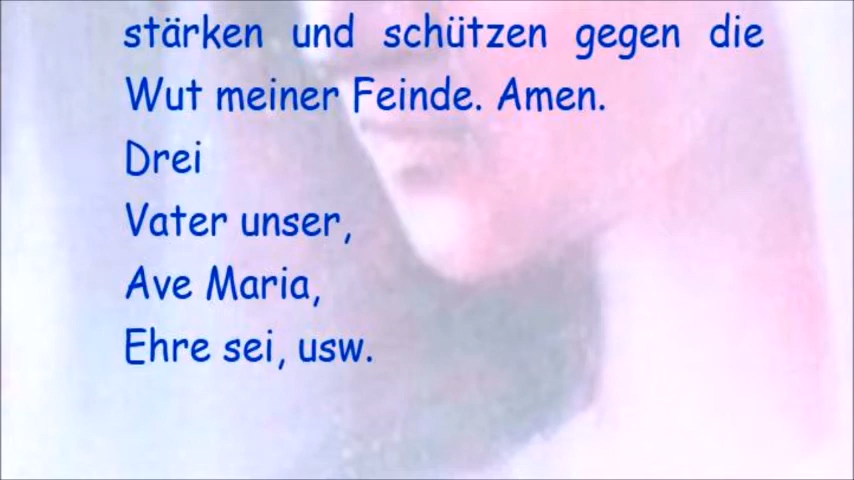 stärken und schützen gegen die
Wut meiner Feinde. Amen.
Drei
Vater unser,
Ave Maria,
Ehre sei, usw.